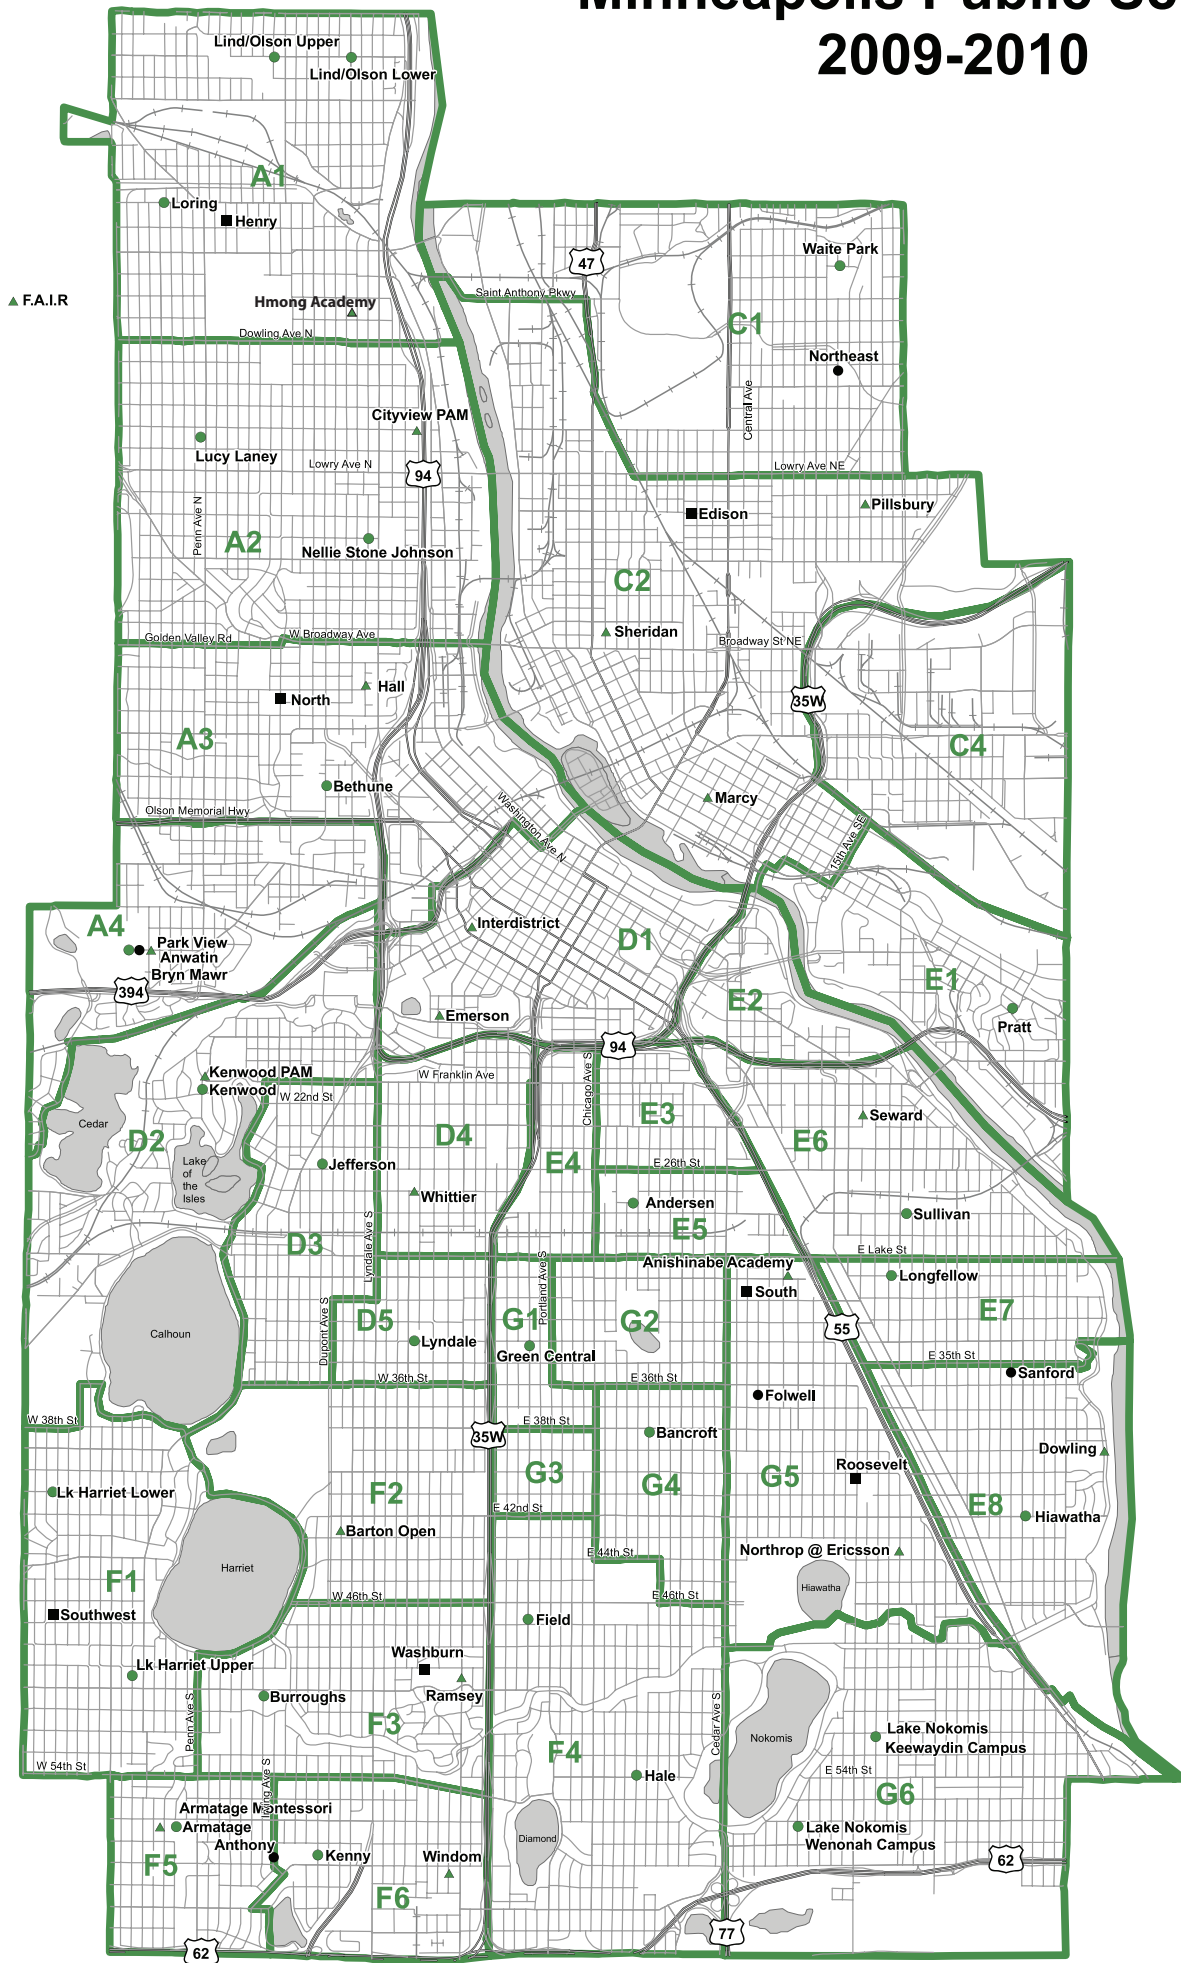 Minneapolis Public Sc
2009-2010
Lind/Olson Upper
Lind/Olson Lower
A1
Loring
Henry
47
Waite Park
F.A.I.R
Hmong Academy
Saint Anthony Pkwy
C1
Dowling Ave N
Northeast
Central Ave
Cityview PAM
Lucy Laney
Lowry Ave N
94
Lowry Ave NE
Penn Ave N
Edison
Pillsbury
A2
Nellie Stone Johnson
C2
Golden Valley Rd
W Broadway Ave
Sheridan
Broadway St NE
Hall
North
35W
A3
C4
Bethune
Marcy
Olson Memorial Hwy
Washington Ave N
15th Ave SE
A4
Interdistrict
D1
Park View
Anwatin
Bryn Mawr
394
E1
E2
Emerson
Pratt
94
Kenwood PAM
Kenwood
W Franklin Ave
W 22nd St
Chicago Ave S
Cedar
D2
D4
E3
Seward
E6
Lake
of
the
Isles
Jefferson
E4
E 26th St
Whittier
Andersen
Sullivan
D3
Lyndale Ave S
E5
E Lake St
Anishinabe Academy
Longfellow
Portland Ave S
South
Dupont Ave S
D5
G1
G2
E7
Calhoun
Lyndale
Green Central
55
E 35th St
W 36th St
E 36th St
Sanford
Folwell
W 38th St
E 38th St
35W
Bancroft
Dowling
Roosevelt
Lk Harriet Lower
F2
G3
G4
G5
E8
E 42nd St
Hiawatha
Barton Open
E 44th St
Northrop @ Ericsson
Harriet
F1
Hiawatha
W 46th St
E 46th St
Southwest
Field
Washburn
Lk Harriet Upper
Ramsey
Burroughs
Penn Ave S
F3
Cedar Ave S
Nokomis
Lake Nokomis
Keewaydin Campus
F4
W 54th St
Hale
E 54th St
Irving Ave S
G6
Armatage Montessori
Armatage
Anthony
Diamond
Lake Nokomis
Wenonah Campus
Kenny
Windom
F5
62
F6
77
62